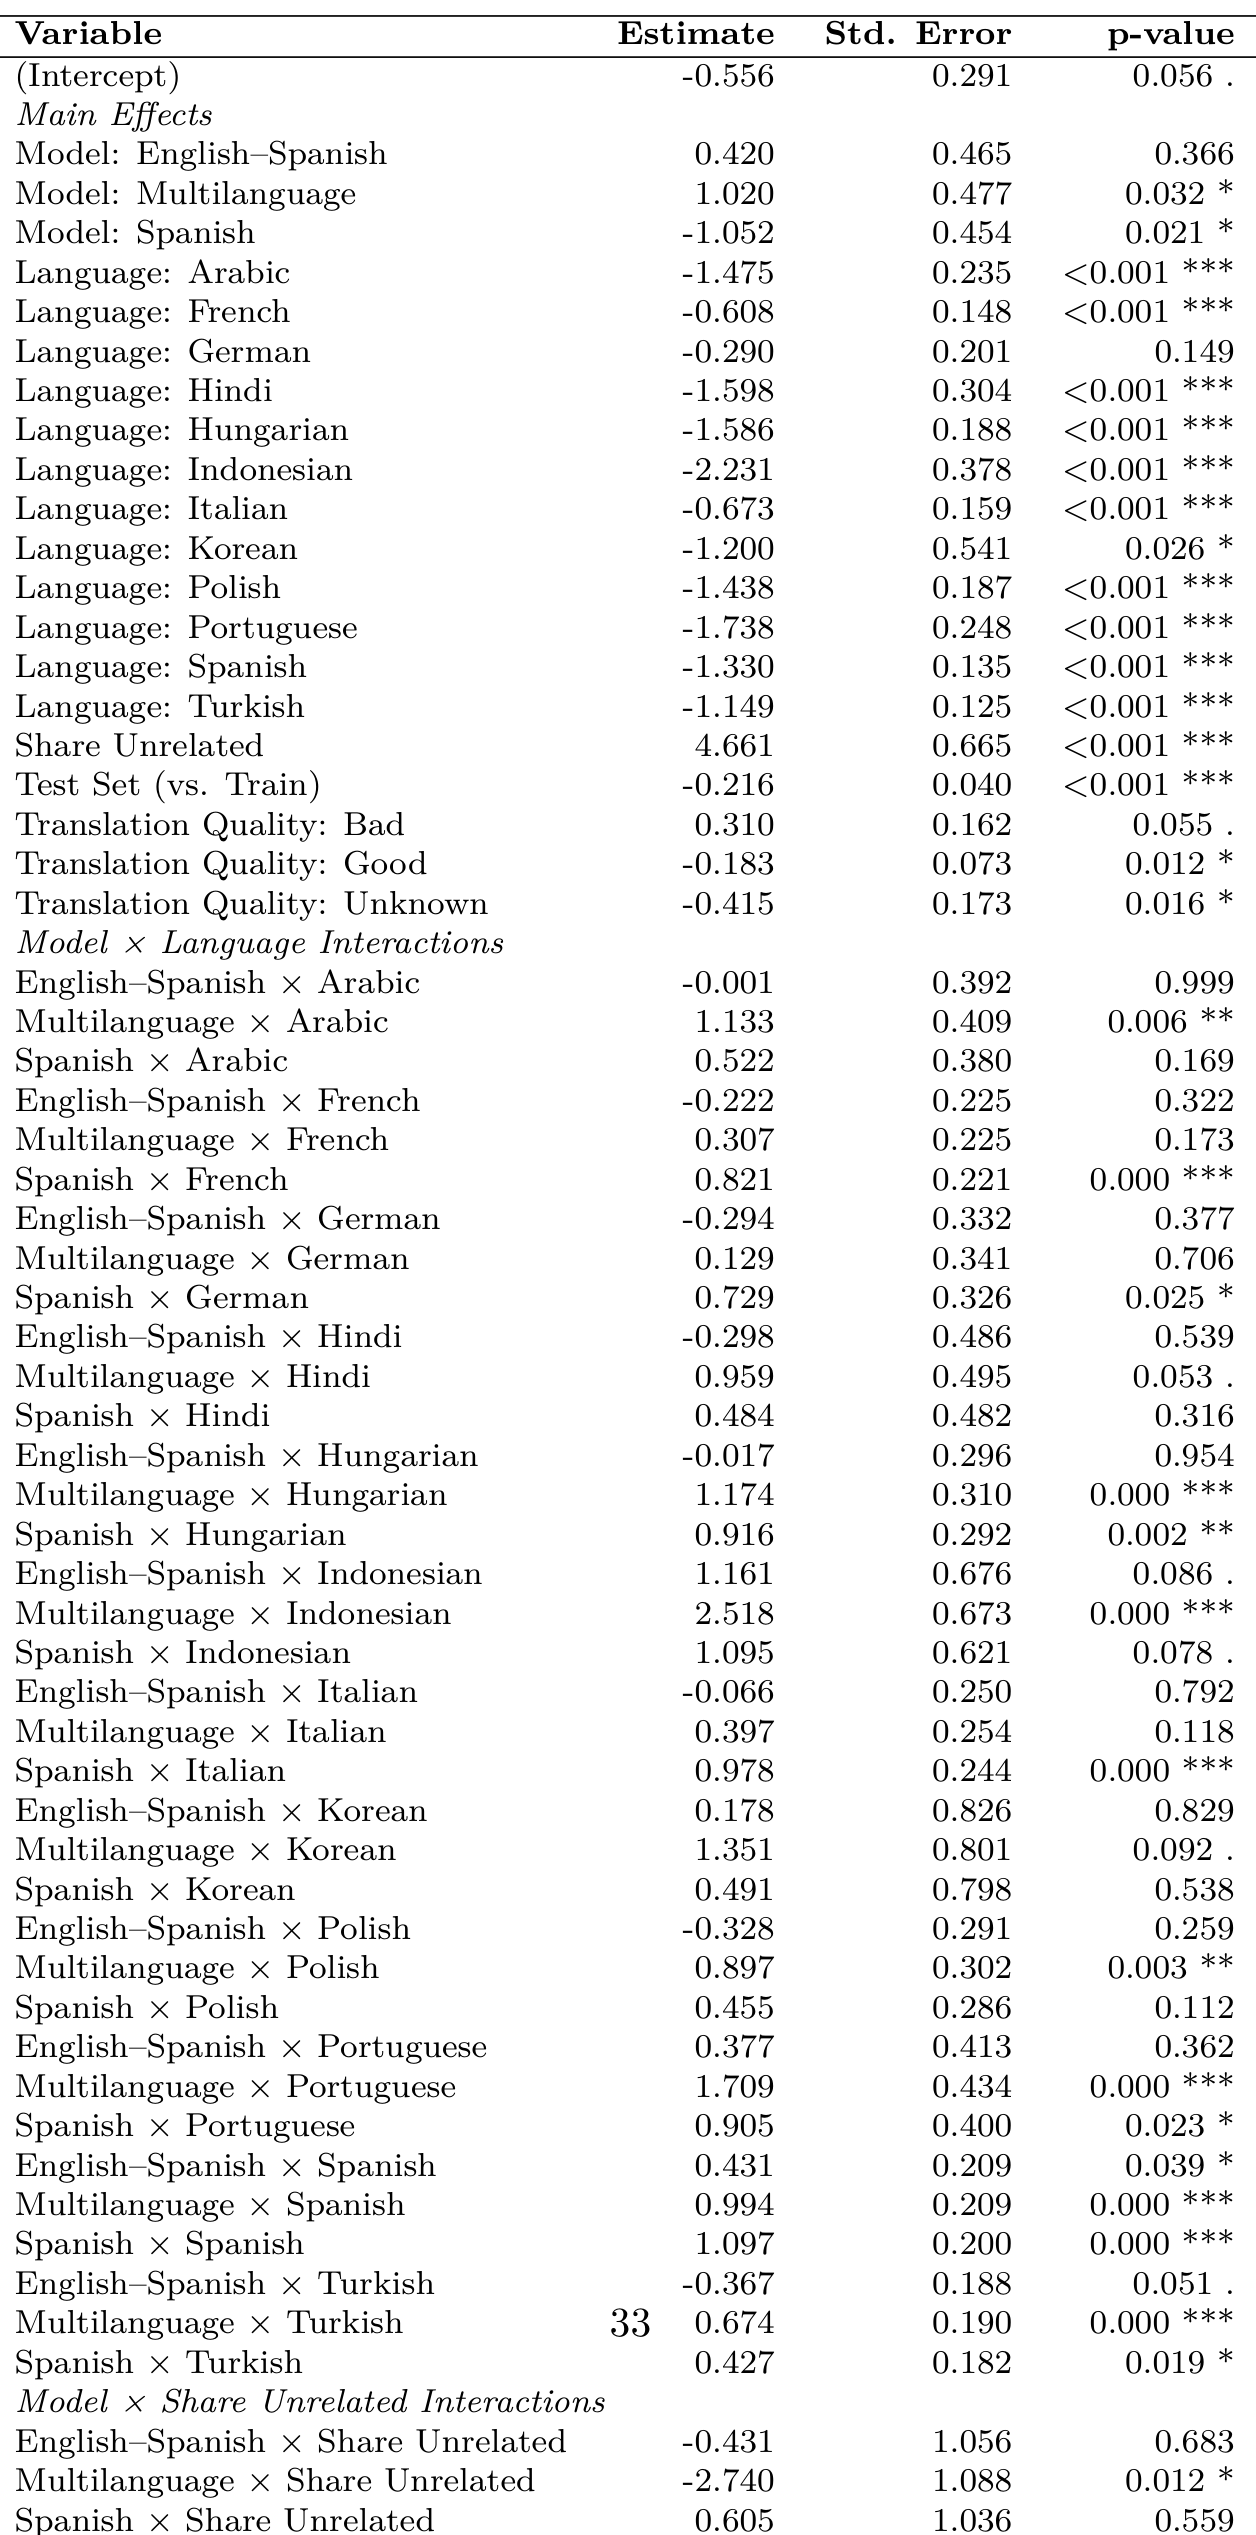 Variable Estimate Std. Error p-value
(Intercept) -0.556 0.291 0.056 .
Main Effects
Model: English–Spanish 0.420 0.465 0.366
Model: Multilanguage 1.020 0.477 0.032 *
Model: Spanish -1.052 0.454 0.021 *
Language: Arabic -1.475 0.235 <0.001 ***
Language: French -0.608 0.148 <0.001 ***
Language: German -0.290 0.201 0.149
Language: Hindi -1.598 0.304 <0.001 ***
Language: Hungarian -1.586 0.188 <0.001 ***
Language: Indonesian -2.231 0.378 <0.001 ***
Language: Italian -0.673 0.159 <0.001 ***
Language: Korean -1.200 0.541 0.026 *
Language: Polish -1.438 0.187 <0.001 ***
Language: Portuguese -1.738 0.248 <0.001 ***
Language: Spanish -1.330 0.135 <0.001 ***
Language: Turkish -1.149 0.125 <0.001 ***
Share Unrelated 4.661 0.665 <0.001 ***
Test Set (vs. Train) -0.216 0.040 <0.001 ***
Translation Quality: Bad 0.310 0.162 0.055 .
Translation Quality: Good -0.183 0.073 0.012 *
Translation Quality: Unknown -0.415 0.173 0.016 *
Model × Language Interactions
English–Spanish × Arabic -0.001 0.392 0.999
Multilanguage × Arabic 1.133 0.409 0.006 **
Spanish × Arabic 0.522 0.380 0.169
English–Spanish × French -0.222 0.225 0.322
Multilanguage × French 0.307 0.225 0.173
Spanish × French 0.821 0.221 0.000 ***
English–Spanish × German -0.294 0.332 0.377
Multilanguage × German 0.129 0.341 0.706
Spanish × German 0.729 0.326 0.025 *
English–Spanish × Hindi -0.298 0.486 0.539
Multilanguage × Hindi 0.959 0.495 0.053 .
Spanish × Hindi 0.484 0.482 0.316
English–Spanish × Hungarian -0.017 0.296 0.954
Multilanguage × Hungarian 1.174 0.310 0.000 ***
Spanish × Hungarian 0.916 0.292 0.002 **
English–Spanish × Indonesian 1.161 0.676 0.086 .
Multilanguage × Indonesian 2.518 0.673 0.000 ***
Spanish × Indonesian 1.095 0.621 0.078 .
English–Spanish × Italian -0.066 0.250 0.792
Multilanguage × Italian 0.397 0.254 0.118
Spanish × Italian 0.978 0.244 0.000 ***
English–Spanish × Korean 0.178 0.826 0.829
Multilanguage × Korean 1.351 0.801 0.092 .
Spanish × Korean 0.491 0.798 0.538
English–Spanish × Polish -0.328 0.291 0.259
Multilanguage × Polish 0.897 0.302 0.003 **
Spanish × Polish 0.455 0.286 0.112
English–Spanish × Portuguese 0.377 0.413 0.362
Multilanguage × Portuguese 1.709 0.434 0.000 ***
Spanish × Portuguese 0.905 0.400 0.023 *
English–Spanish × Spanish 0.431 0.209 0.039 *
Multilanguage × Spanish 0.994 0.209 0.000 ***
Spanish × Spanish 1.097 0.200 0.000 ***
English–Spanish × Turkish -0.367 0.188 0.051 .
Multilanguage × Turkish 33 0.674 0.190 0.000 ***
Spanish × Turkish 0.427 0.182 0.019 *
Model × Share Unrelated Interactions
English–Spanish × Share Unrelated -0.431 1.056 0.683
Multilanguage × Share Unrelated -2.740 1.088 0.012 *
Spanish × Share Unrelated 0.605 1.036 0.559